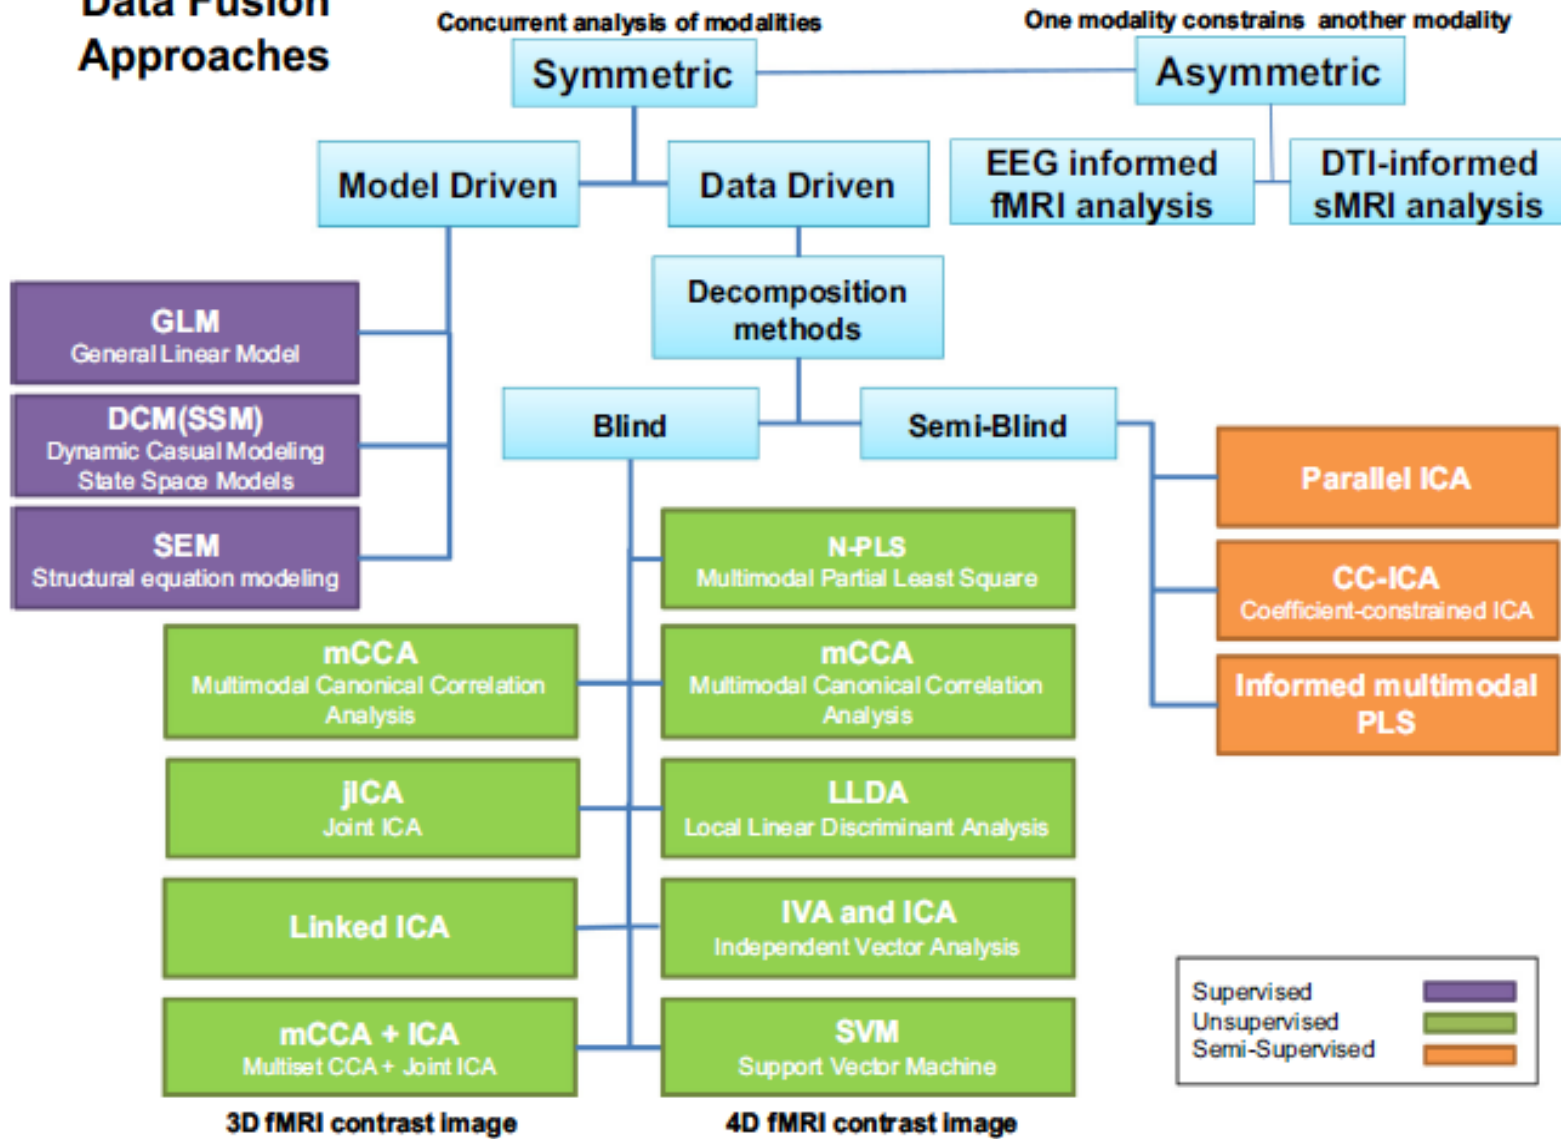 Data Fusion
Approaches
Concurrent analysis of modalities
One modality constrains another modality
Symmetric
Asymmetric
Model Driven
Data Driven
EEG informed
fMRI analysis
DTI-informed
sMRI analysis
Decomposition
methods
GLM
General Linear Model
DCM(SSM)
Dynamic Casual Modeling
State Space Models
SEM
Structural equation modeling
Blind
Semi-Blind
Parallel ICA
CC-ICA
Coefficient-constrained ICA
Informed multimodal
PLS
N-PLS
Multimodal Partial Least Square
mCCA
Multimodal Canonical Correlation
Analysis
mCCA
Multimodal Canonical Correlation
Analysis
jICA
Joint ICA
LLDA
Local Linear Discriminant Analysis
Linked ICA
IVA and ICA
Independent Vector Analysis
mCCA + ICA
Multiset CCA + Joint ICA
SVM
Support Vector Machine
3D fMRI contrast image
4D fMRI contrast image
Supervised
Unsupervised
Semi-Supervised